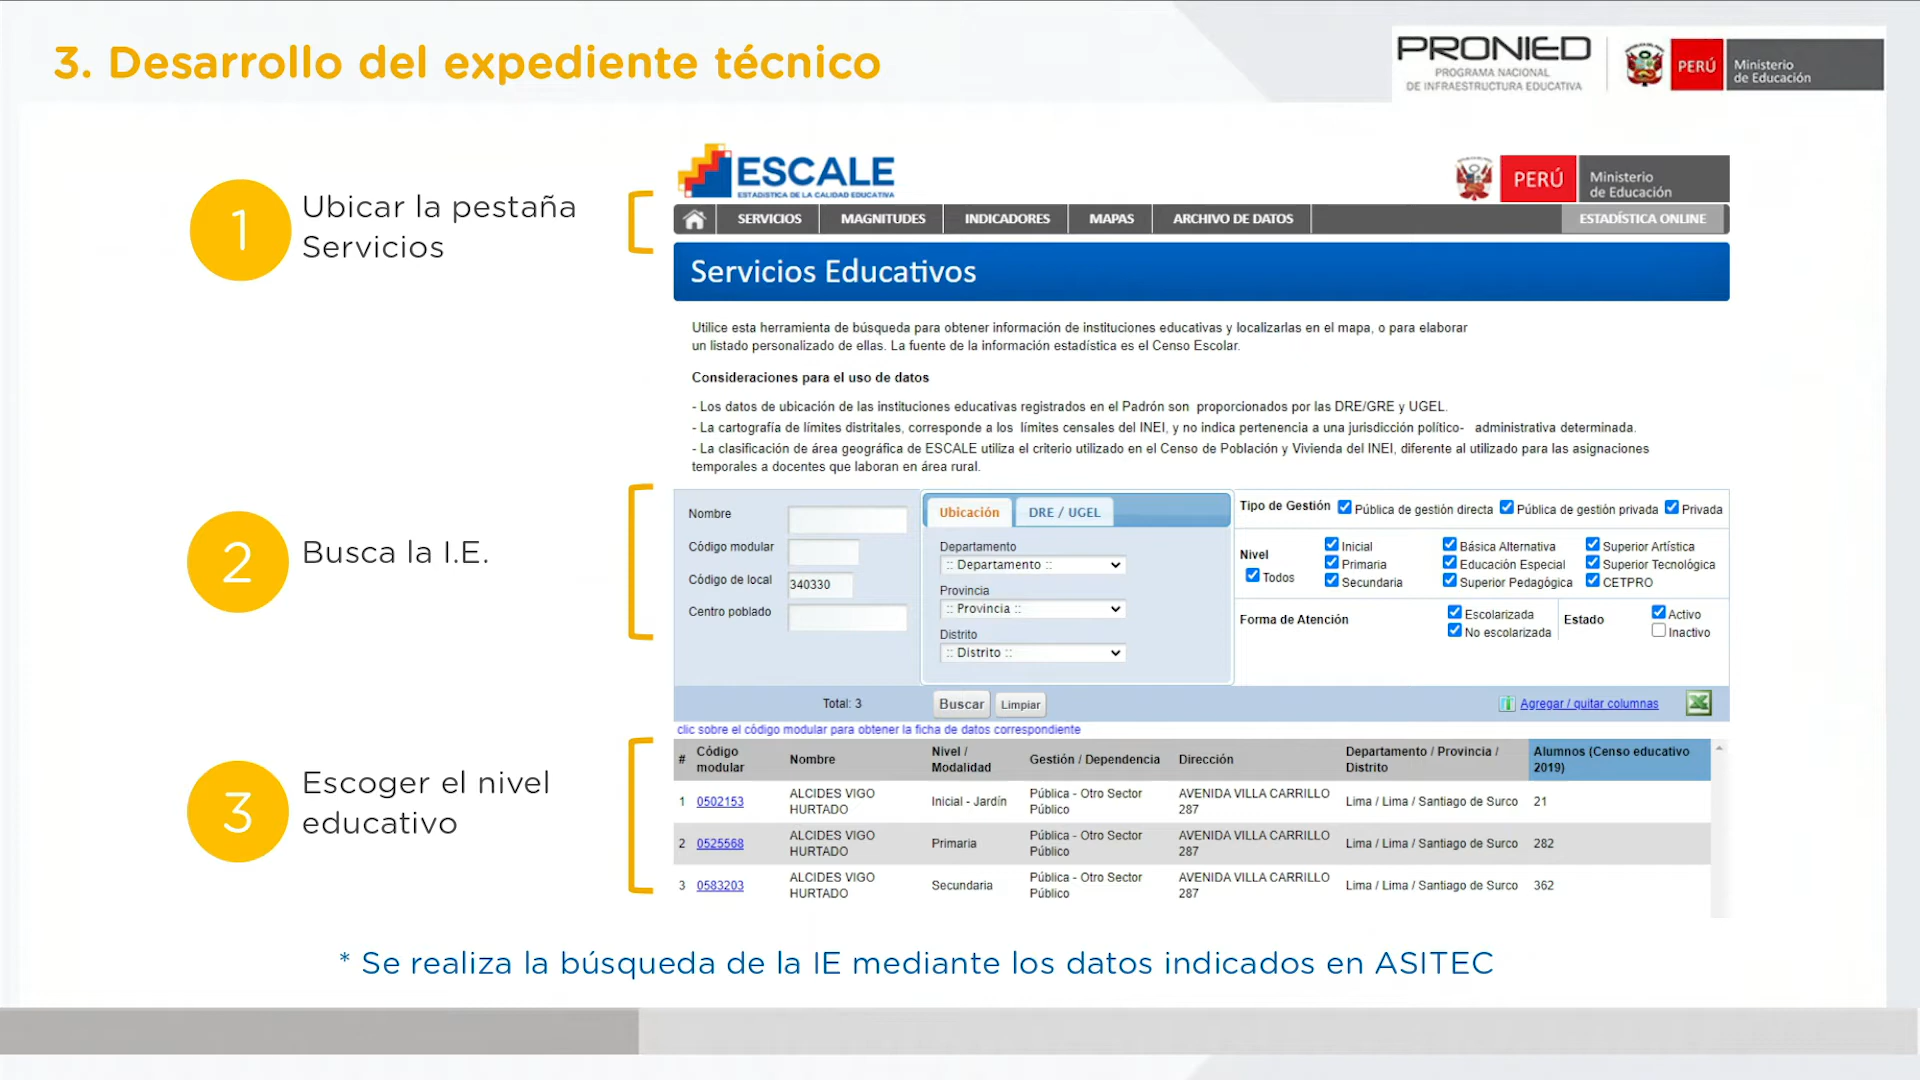 3. Desarrollo del expediente técnico
PRONIED
PROGRAMA NACIONAL
DE INFRAESTRUCTURA EDUCATIVA
PERÚ
Ministerio
de Educación
1
Ubicar la pestaña
Servicios
ESCALE
ESTADISTICA DE LA CALIDAD EDUCATIVA
PERÚ
Ministerio
de Educación
SERVICIOS
MAGNITUDES
INDICADORES
MAPAS
ARCHIVO DE DATOS
ESTADÍSTICA ONLINE
Servicios Educativos
Utilice esta herramienta de búsqueda para obtener información de instituciones educativas y localizarlas en el mapa, o para elaborar
un listado personalizado de ellas. La fuente de la información estadística es el Censo Escolar.
Consideraciones para el uso de datos
- Los datos de ubicación de las instituciones educativas registrados en el Padrón son proporcionados por las DRE/GRE y UGEL.
- La cartografía de límites distritales, corresponde a los límites censales del INEI, y no indica pertenencia a una jurisdicción político- administrativa determinada.
- La clasificación de área geográfica de ESCALE utiliza el criterio utilizado en el Censo de Población y Vivienda del INEI, diferente al utilizado para las asignaciones
temporales a docentes que laboran en área rural.
2
Busca la I.E.
Nombre
Código modular
Código de local 340330
Centro poblado
Ubicación
DRE / UGEL
Departamento
:: Departamento ::
Provincia
:: Provincia ::
Distrito
:: Distrito ::
Tipo de Gestión Pública de gestión directa Pública de gestión privada Privada
Nivel
Todos
Inicial Básica Alternativa Superior Artística
Primaria Educación Especial Superior Tecnológica
Secundaria Superior Pedagógica CETPRO
Forma de Atención
Escolarizada
No escolarizada
Estado
Activo
Inactivo
Total: 3
Buscar
Limpiar
Agregar / quitar columnas
clic sobre el código modular para obtener la ficha de datos correspondiente
3
Escoger el nivel
educativo
# Código modular Nombre Nivel / Modalidad Gestión / Dependencia Dirección Departamento / Provincia / Distrito Alumnos (Censo educativo 2019)
1 0502153 ALCIDES VIGO HURTADO Inicial - Jardín Pública - Otro Sector Público AVENIDA VILLA CARRILLO 287 Lima / Lima / Santiago de Surco 21
2 0525568 ALCIDES VIGO HURTADO Primaria Pública - Otro Sector Público AVENIDA VILLA CARRILLO 287 Lima / Lima / Santiago de Surco 282
3 0583203 ALCIDES VIGO HURTADO Secundaria Pública - Otro Sector Público AVENIDA VILLA CARRILLO 287 Lima / Lima / Santiago de Surco 362
* Se realiza la búsqueda de la IE mediante los datos indicados en ASITEC